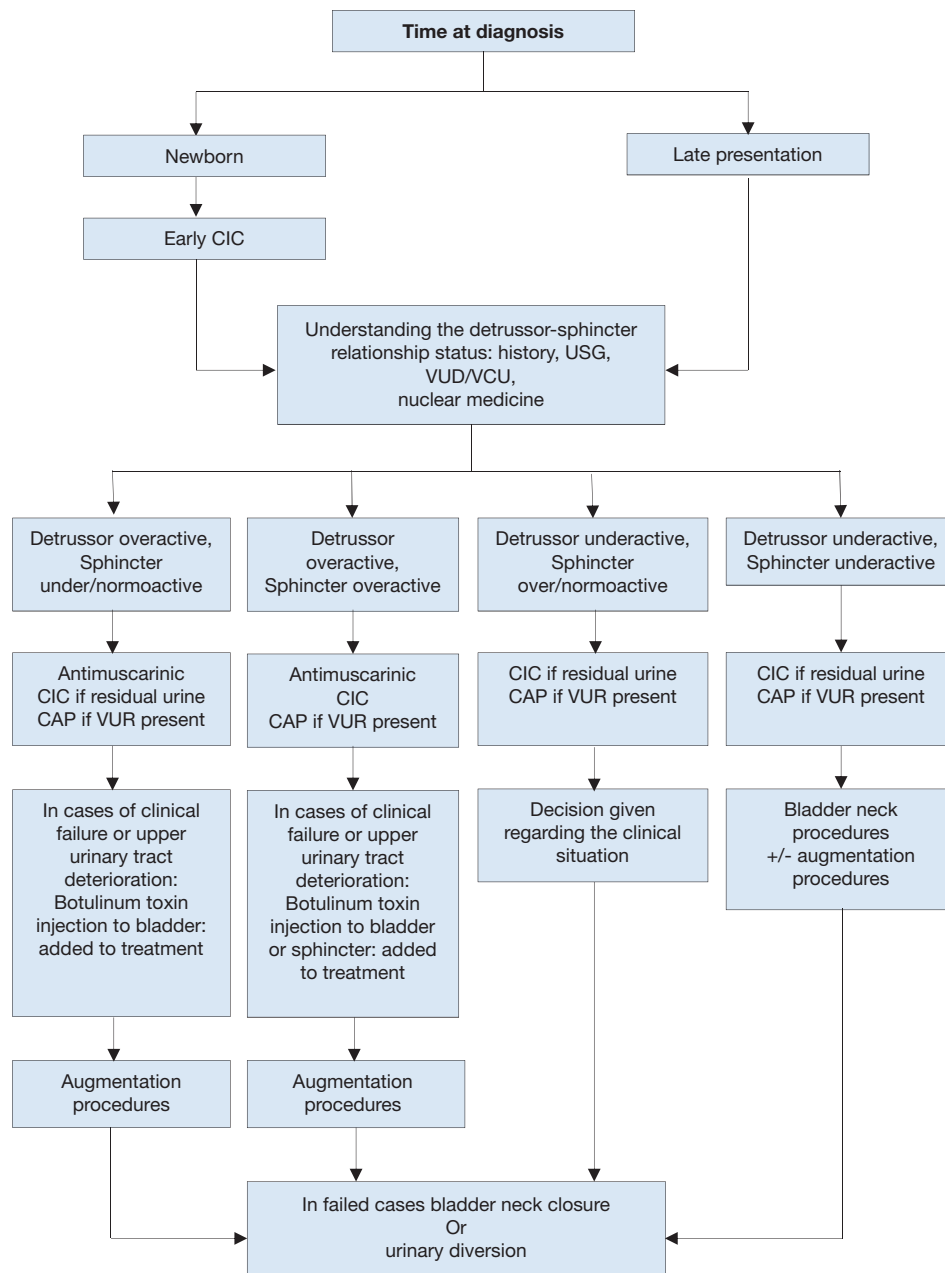 Time at diagnosis
Newborn
Late presentation
Early CIC
Understanding the detrussor-sphincter
relationship status: history, USG,
VUD/VCU,
nuclear medicine
Detrussor overactive,
Sphincter
under/normoactive
Detrussor
overactive,
Sphincter overactive
Detrussor underactive,
Sphincter
over/normoactive
Detrussor underactive,
Sphincter underactive
Antimuscarinic
CIC if residual urine
CAP if VUR present
Antimuscarinic
CIC
CAP if VUR present
CIC if residual urine
CAP if VUR present
CIC if residual urine
CAP if VUR present
In cases of clinical
failure or upper
urinary tract
deterioration:
Botulinum toxin
injection to bladder:
added to treatment
In cases of clinical
failure or upper
urinary tract
deterioration:
Botulinum toxin
injection to bladder
or sphincter: added
to treatment
Decision given
regarding the clinical
situation
Bladder neck
procedures
+/- augmentation
procedures
Augmentation
procedures
Augmentation
procedures
In failed cases bladder neck closure
Or
urinary diversion